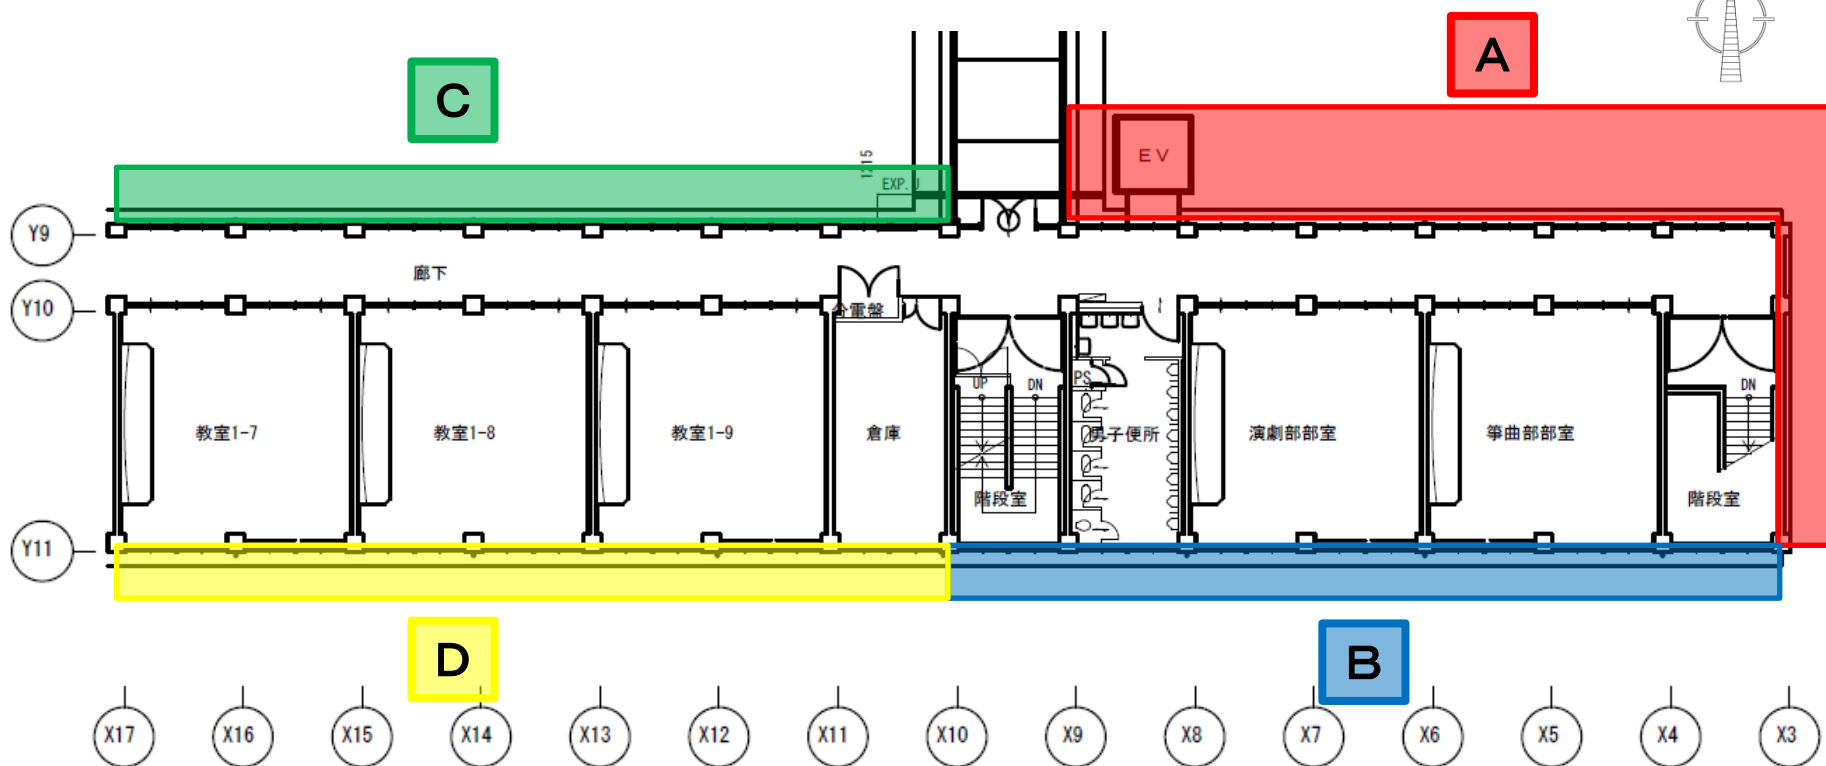 A
C
1215
EV
EXP.J
Y9
廊下
Y10
分電盤
UP
DN
PS
DN
教室1-7
教室1-8
教室1-9
倉庫
男子便所
演劇部部室
箏曲部部室
階段室
階段室
Y11
D
B
X17
X16
X15
X14
X13
X12
X11
X10
X9
X8
X7
X6
X5
X4
X3